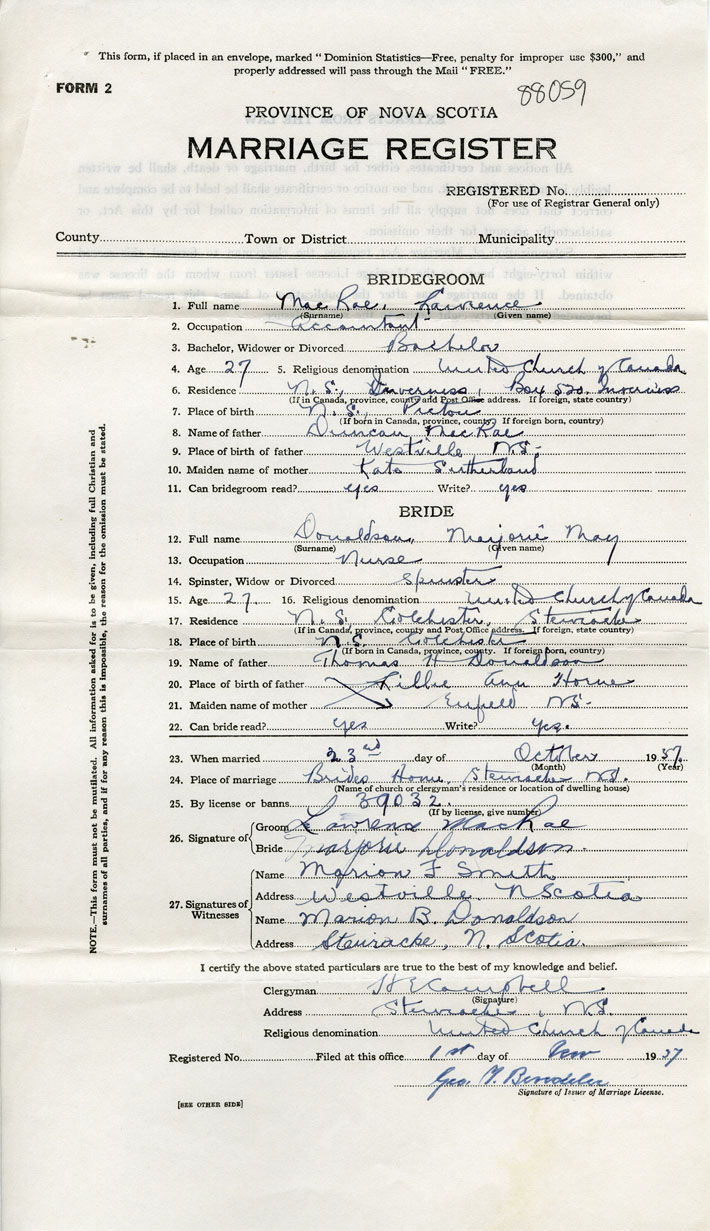 This form, if placed in an envelope, marked "Dominion Statistics—Free, penalty for improper use $300," and
properly addressed will pass through the Mail "FREE."
FORM 2
88059
PROVINCE OF NOVA SCOTIA
MARRIAGE REGISTER
REGISTERED No.
(For use of Registrar General only)
County Town or District Municipality
BRIDEGROOM
1. Full name MacRae, Lawrence
(Surname) (Given name)
2. Occupation Accountant
3. Bachelor, Widower or Divorced Bachelor
4. Age 27 5. Religious denomination United Church of Canada
6. Residence N.S., Inverness, Box 520, Inverness
(If in Canada, province, county and Post Office address. If foreign, state country)
7. Place of birth N.S., Pictou
(If born in Canada, province, county. If foreign born, country)
8. Name of father Duncan MacRae
9. Place of birth of father Westville N.S.
10. Maiden name of mother Kate Sutherland
11. Can bridegroom read? yes Write? yes
BRIDE
12. Full name Donaldson, Marjorie May
(Surname) (Given name)
13. Occupation Nurse
14. Spinster, Widow or Divorced Spinster
15. Age 27 16. Religious denomination United Church of Canada
17. Residence N.S. Colchester, Stewiacke
(If in Canada, province, county and Post Office address. If foreign, state country)
18. Place of birth N.S. Colchester
(If born in Canada, province, county. If foreign born, country)
19. Name of father Thomas H Donaldson
20. Place of birth of father Lillie Ann Horne
21. Maiden name of mother Enfield N.S.
22. Can bride read? yes Write? yes.
23. When married 23rd day of October 1937
(Month) (Year)
24. Place of marriage Brides Home, Stewiacke N.S.
(Name of church or clergyman's residence or location of dwelling house)
25. By license or banns 39032.
(If by license, give number)
26. Signature of
Groom Lawrence MacRae
Bride Marjorie Donaldson.
27. Signatures of Witnesses
Name Marion F Smith
Address Westville NScotia
Name Marion B. Donaldson
Address Stewiacke, N. Scotia.
I certify the above stated particulars are true to the best of my knowledge and belief.
Clergyman H E Campbell
(Signature)
Address Stewiacke, N.S.
Religious denomination United Church of Canada
Registered No. Filed at this office 1st day of Nov 1937
Geo.
Signature of Issuer of Marriage License.
[SEE OTHER SIDE]
NOTE.—This form must not be mutilated. All information asked for is to be given, including full Christian and
surnames of all parties, and if for any reason this is impossible, the reason for the omission must be stated.